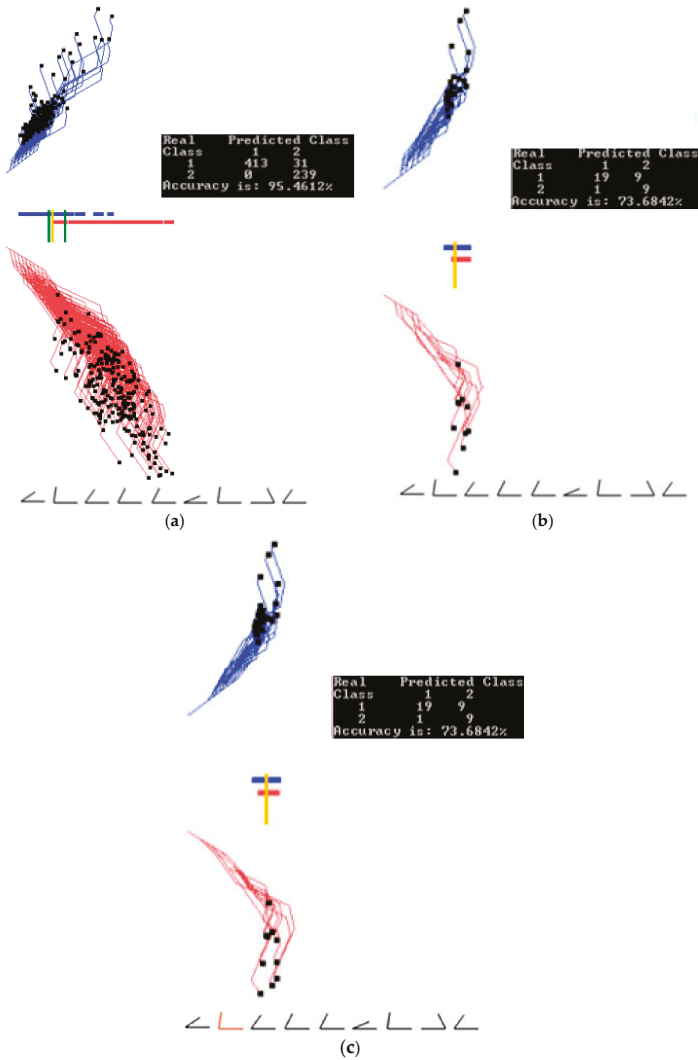 Real Predicted Class
Class 1 2
1 413 31
2 0 239
Accuracy is: 95.4612%
(a)
Real Predicted Class
Class 1 2
1 19 9
2 1 9
Accuracy is: 73.6842%
(b)
Real Predicted Class
Class 1 2
1 19 9
2 1 9
Accuracy is: 73.6842%
(c)